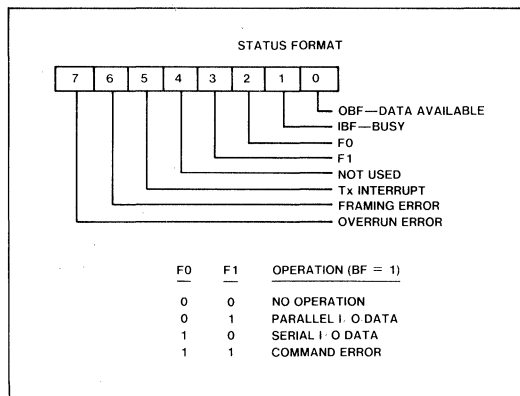 STATUS FORMAT
7 6 5 4 3 2 1 0
OBF—DATA AVAILABLE
IBF—BUSY
F0
F1
NOT USED
Tx INTERRUPT
FRAMING ERROR
OVERRUN ERROR
F0 F1 OPERATION (BF = 1)
0 0 NO OPERATION
0 1 PARALLEL I·O DATA
1 0 SERIAL I·O DATA
1 1 COMMAND ERROR